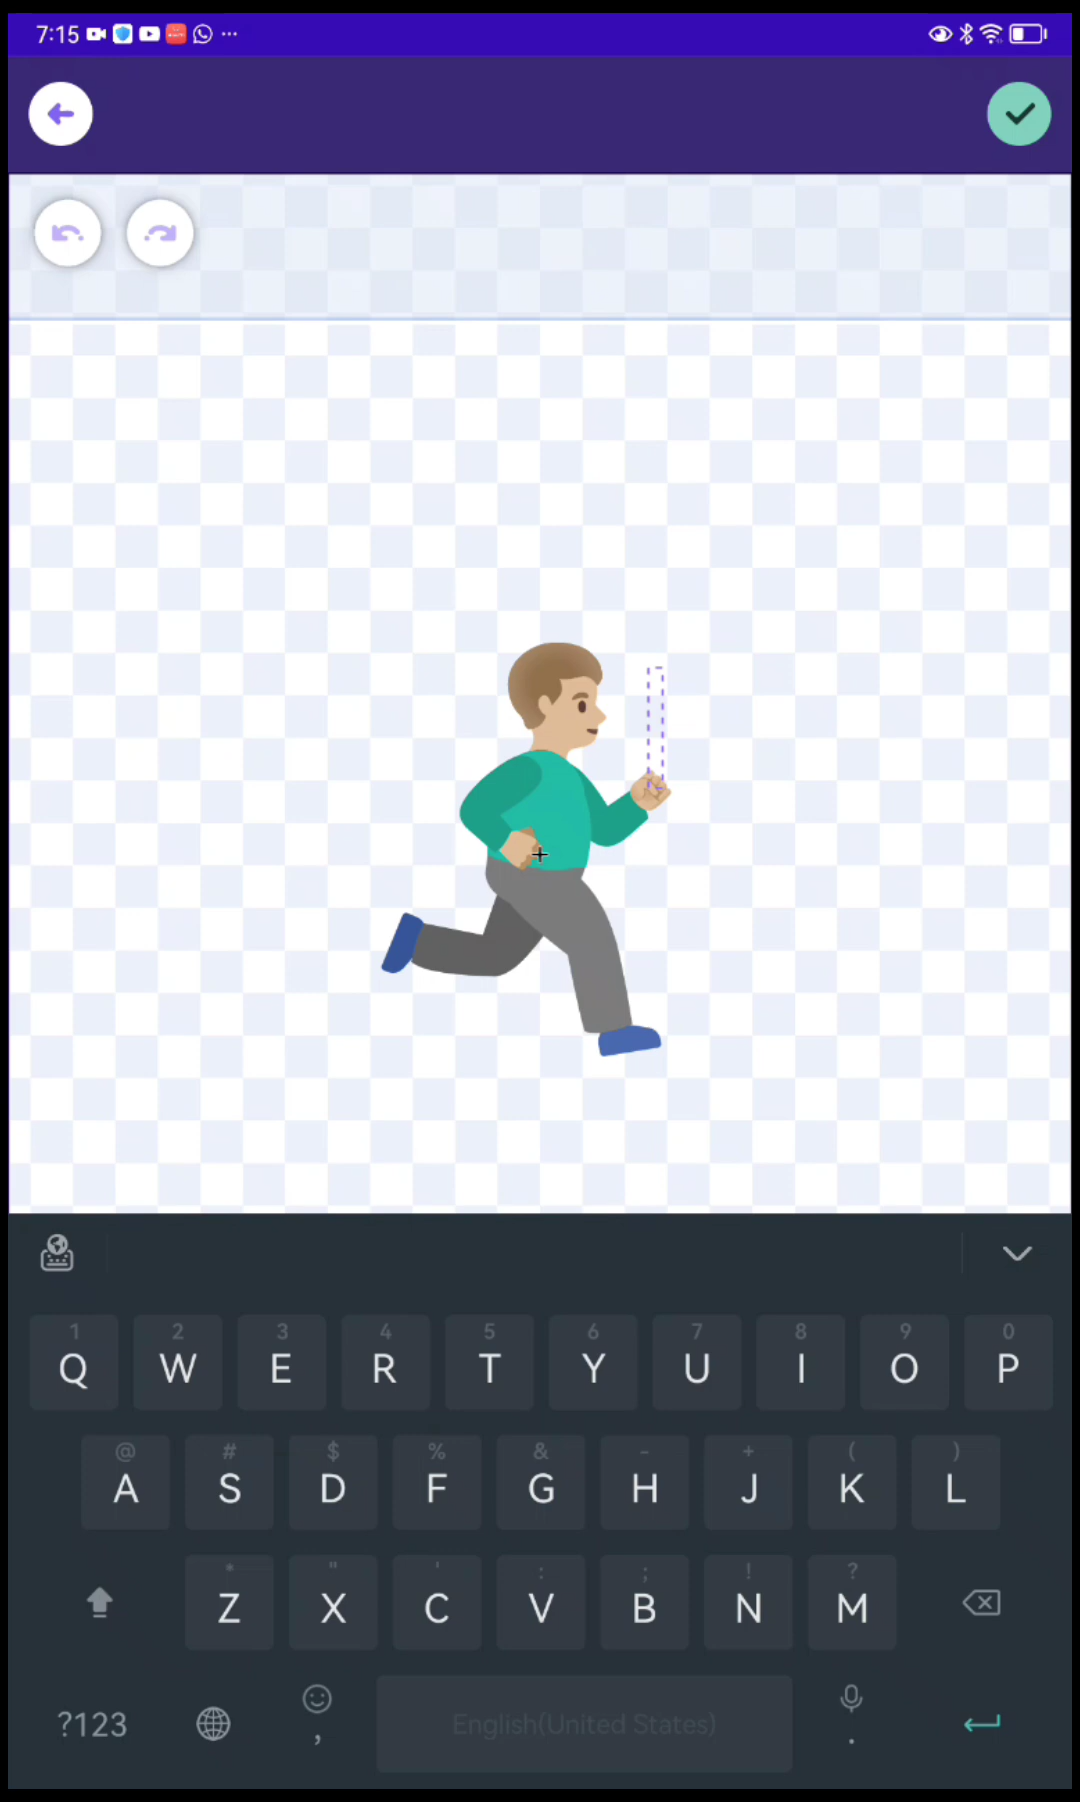 7:15
1 2 3 4 5 6 7 8 9 0
Q W E R T Y U I O P
@ # $ % & - + ( )
A S D F G H J K L
* " ' : ; ! ?
Z X C V B N M
?123 , English(United States) .